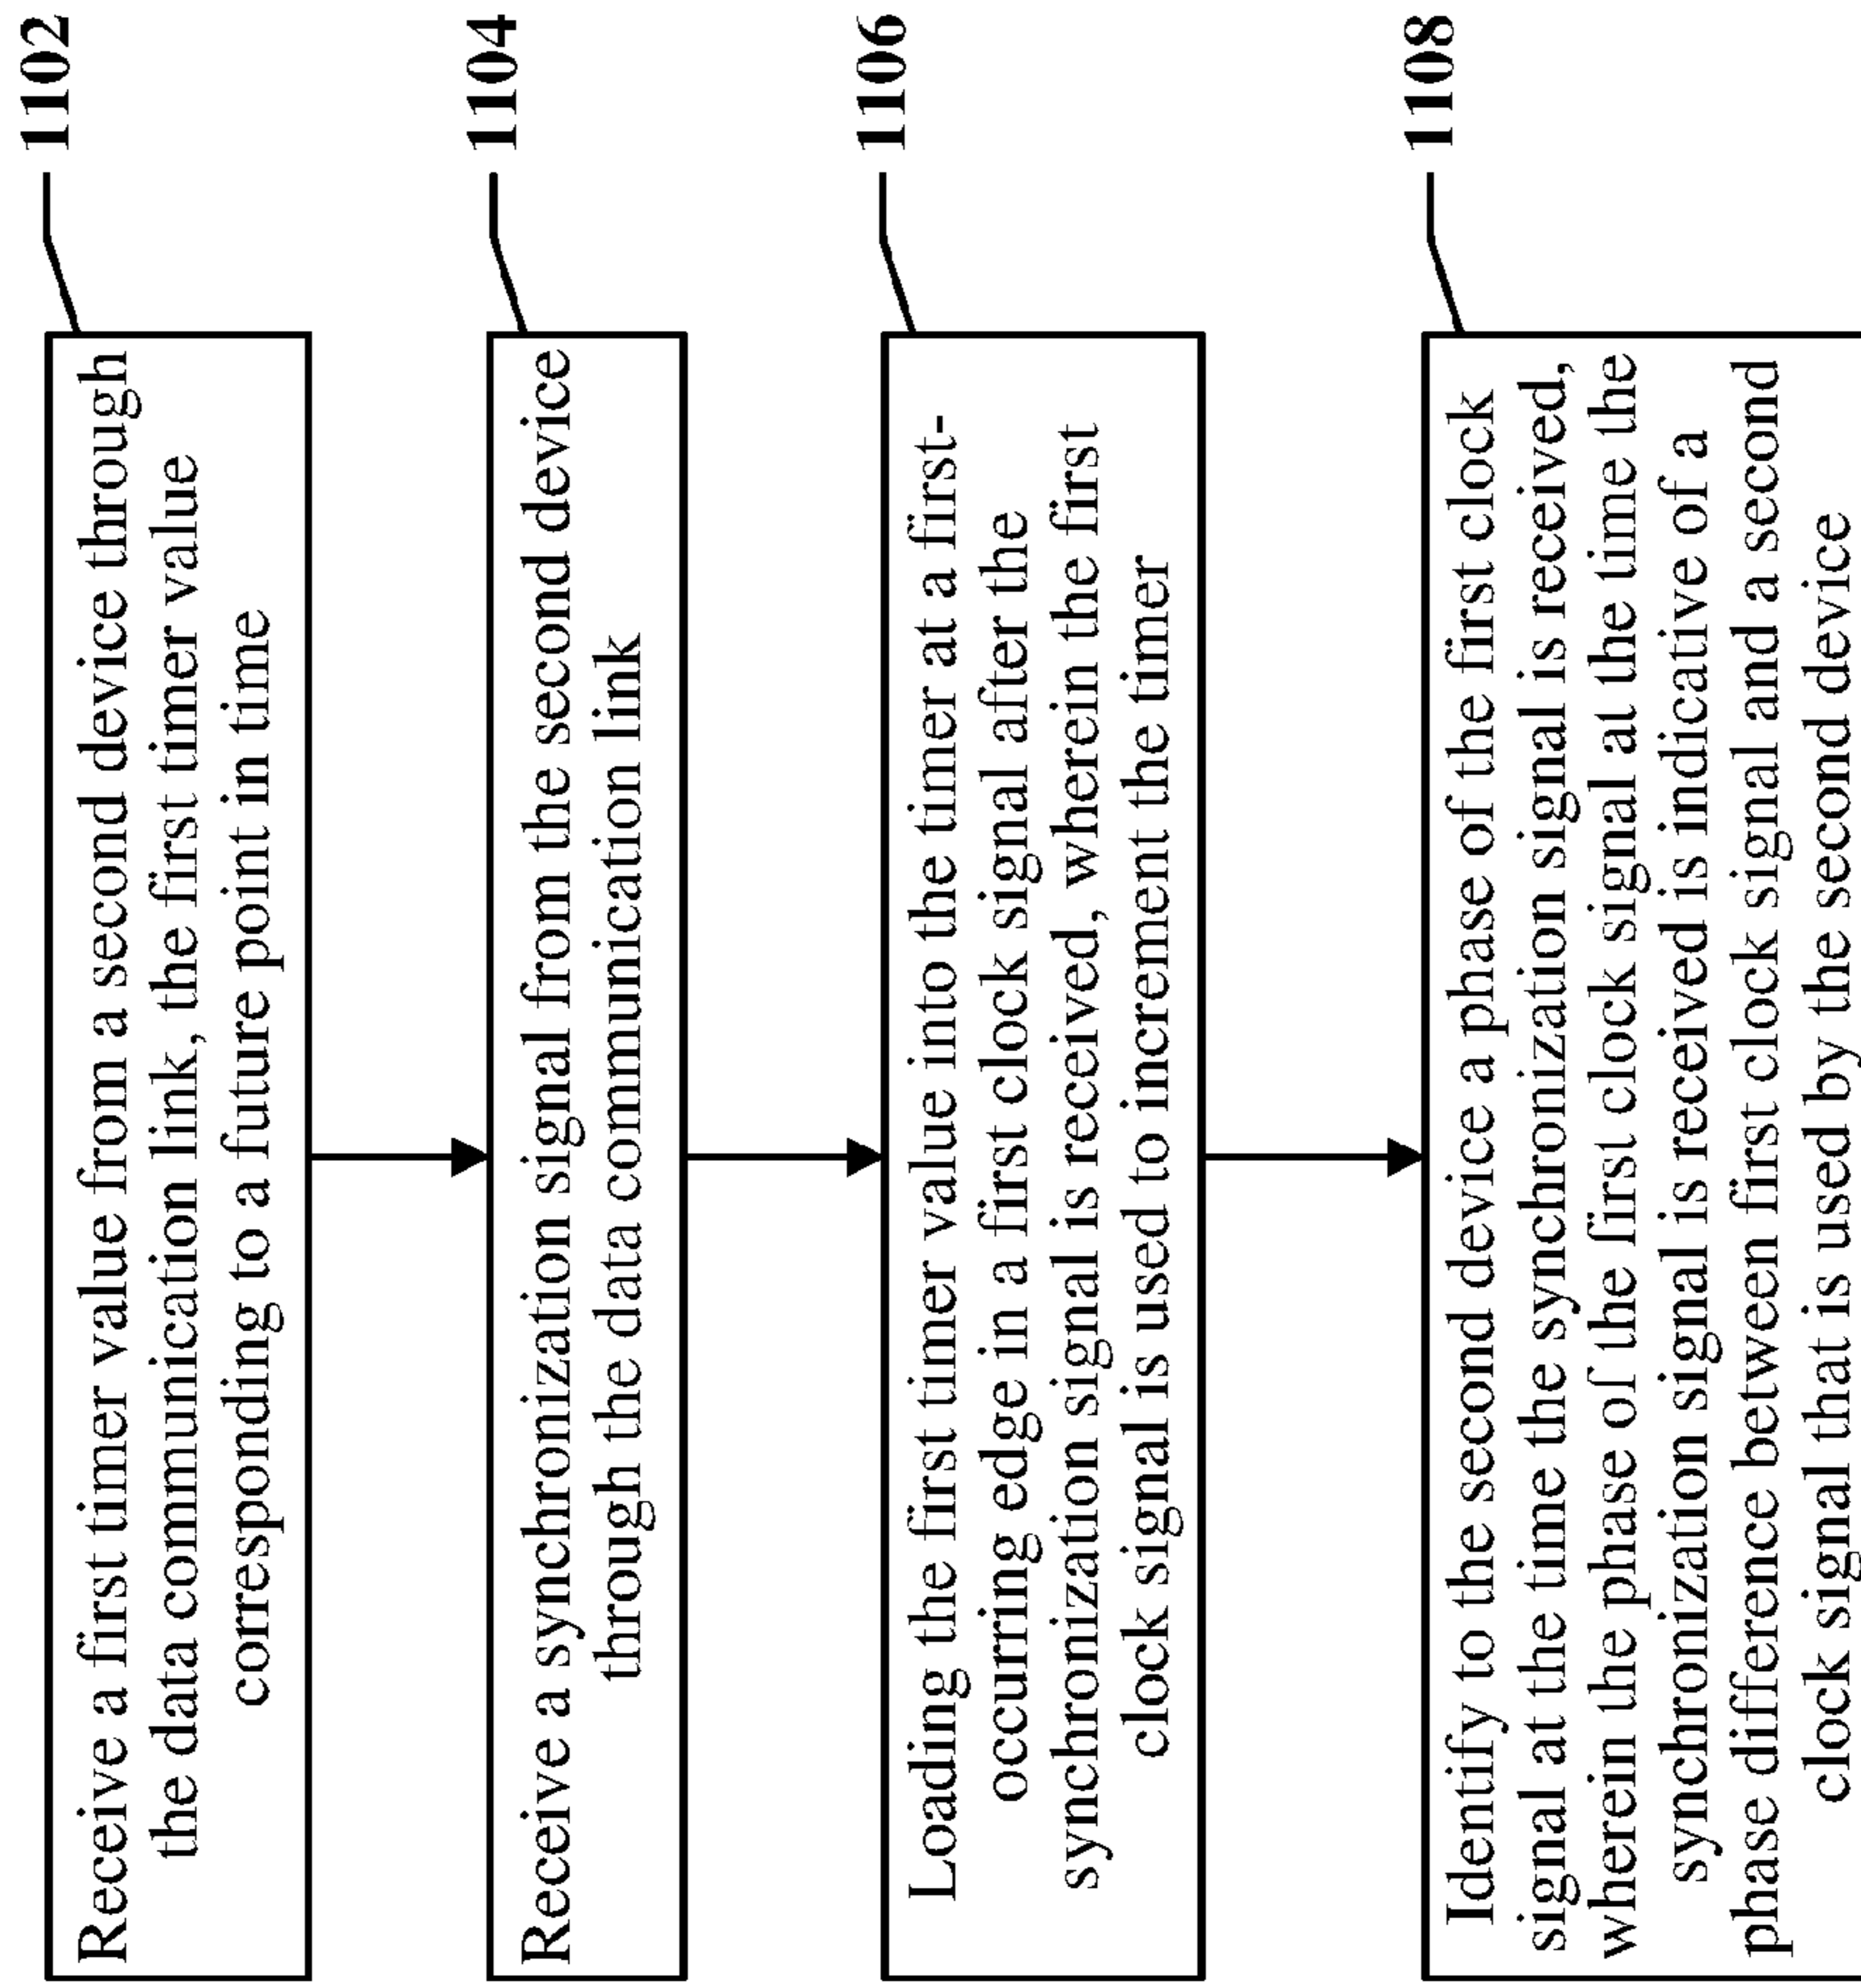 1102
Receive a first timer value from a second device through
the data communication link, the first timer value
corresponding to a future point in time
1104
Receive a synchronization signal from the second device
through the data communication link
1106
Loading the first timer value into the timer at a first-
occurring edge in a first clock signal after the
synchronization signal is received, wherein the first
clock signal is used to increment the timer
1108
Identify to the second device a phase of the first clock
signal at the time the synchronization signal is received,
wherein the phase of the first clock signal at the time the
synchronization signal is received is indicative of a
phase difference between first clock signal and a second
clock signal that is used by the second device